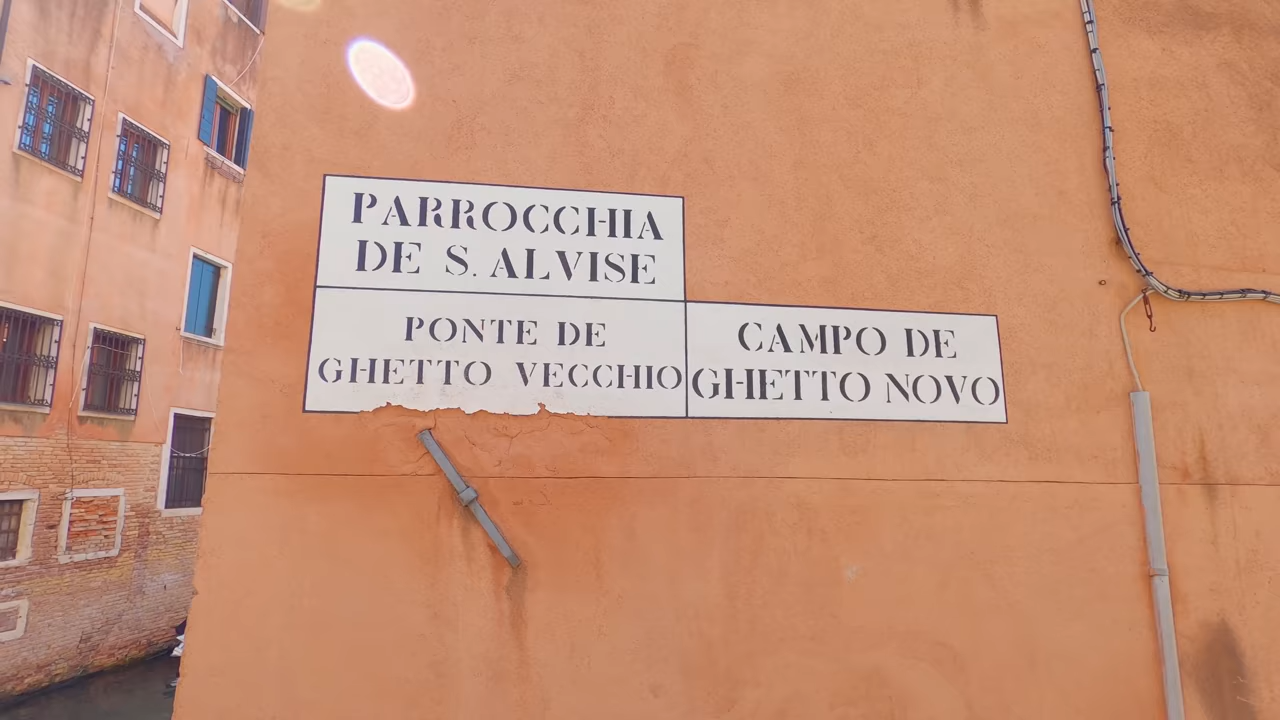 PARROCCHIA
DE S. ALVISE
PONTE DE
GHETTO VECCHIO
CAMPO DE
GHETTO NOVO